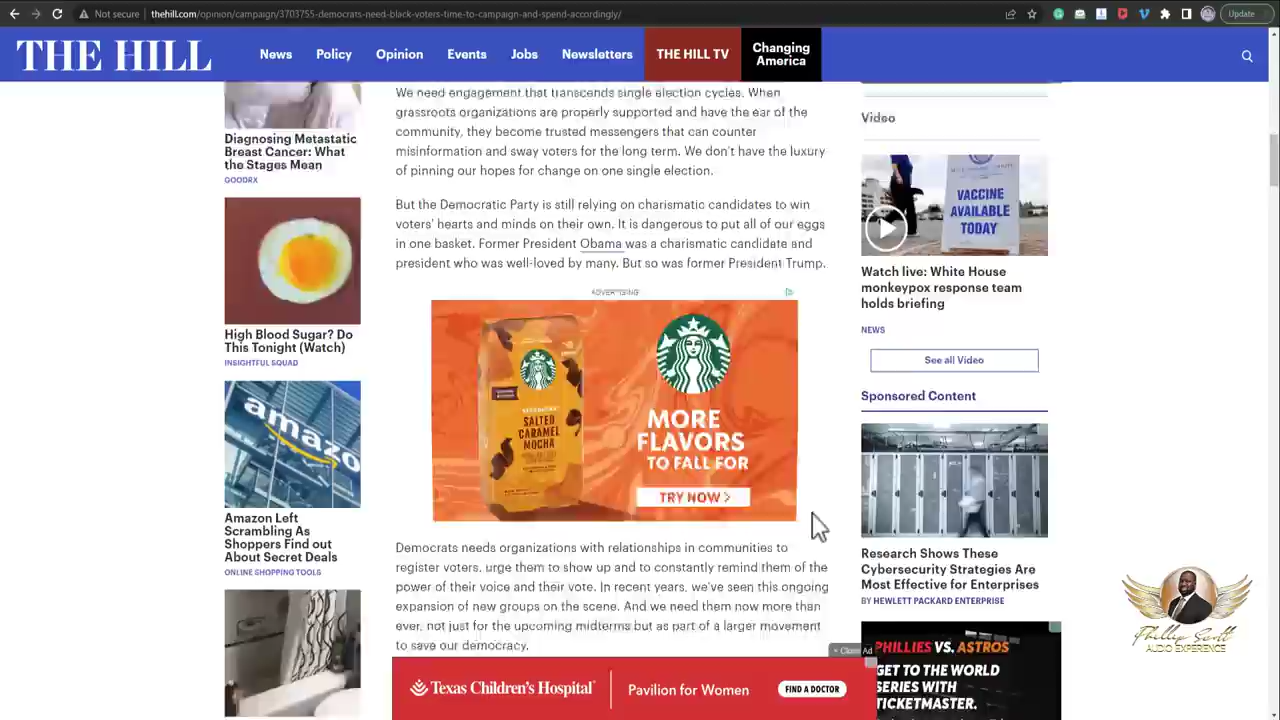 Not secure
thehill.com/opinion/campaign/3703755-democrats-need-black-voters-time-to-campaign-and-spend-accordingly/
Update
THE HILL
News
Policy
Opinion
Events
Jobs
Newsletters
THE HILL TV
Changing
America
Diagnosing Metastatic
Breast Cancer: What
the Stages Mean
GOODRX
High Blood Sugar? Do
This Tonight (Watch)
INSIGHTFUL SQUAD
amaz
Amazon Left
Scrambling As
Shoppers Find out
About Secret Deals
ONLINE SHOPPING TOOLS
We need engagement that transcends single election cycles. When
grassroots organizations are properly supported and have the ear of the
community, they become trusted messengers that can counter
misinformation and sway voters for the long term. We don't have the luxury
of pinning our hopes for change on one single election.
But the Democratic Party is still relying on charismatic candidates to win
voters' hearts and minds on their own. It is dangerous to put all of our eggs
in one basket. Former President Obama was a charismatic candidate and
president who was well-loved by many. But so was former President Trump.
ADVERTISING
STARBUCKS
SALTED
CARAMEL
MOCHA
MORE
FLAVORS
TO FALL FOR
TRY NOW >
Democrats needs organizations with relationships in communities to
register voters, urge them to show up and to constantly remind them of the
power of their voice and their vote. In recent years, we've seen this ongoing
expansion of new groups on the scene. And we need them now more than
ever, not just for the upcoming midterms but as part of a larger movement
to save our democracy.
Close Ad
Texas Children's Hospital
Pavilion for Women
FIND A DOCTOR
Video
VACCINE
AVAILABLE
TODAY
Watch live: White House
monkeypox response team
holds briefing
NEWS
See all Video
Sponsored Content
Research Shows These
Cybersecurity Strategies Are
Most Effective for Enterprises
BY HEWLETT PACKARD ENTERPRISE
PHILLIES VS. ASTROS
GET TO THE WORLD
SERIES WITH
TICKETMASTER.
Phillip Scott
AUDIO EXPERIENCE